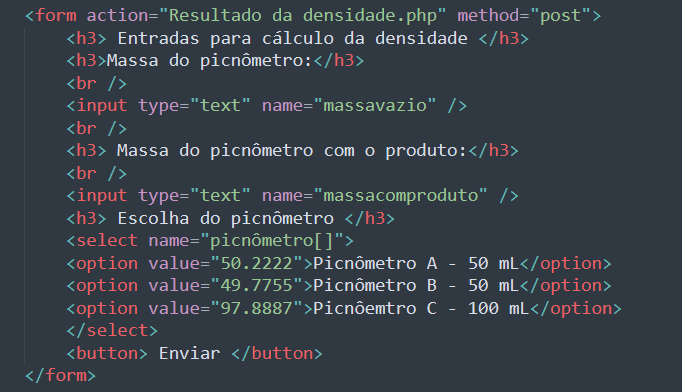 <form action="Resultado da densidade.php" method="post">
<h3> Entradas para cálculo da densidade </h3>
<h3>Massa do picnômetro:</h3>
<br />
<input type="text" name="massavazio" />
<br />
<h3> Massa do picnômetro com o produto:</h3>
<br />
<input type="text" name="massacomproduto" />
<h3> Escolha do picnômetro </h3>
<select name="picnômetro[]">
<option value="50.2222">Picnômetro A - 50 mL</option>
<option value="49.7755">Picnômetro B - 50 mL</option>
<option value="97.8887">Picnôemtro C - 100 mL</option>
</select>
<button> Enviar </button>
</form>